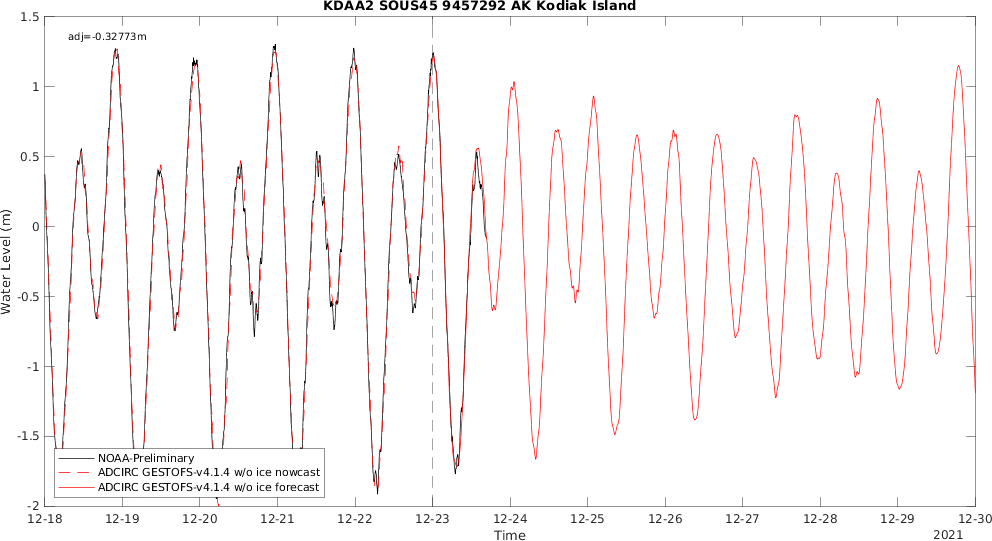 KDAA2 SOUS45 9457292 AK Kodiak Island
adj=-0.32773m
1.5
1
0.5
0
-0.5
-1
-1.5
-2
Water Level (m)
NOAA-Preliminary
ADCIRC GESTOFS-v4.1.4 w/o ice nowcast
ADCIRC GESTOFS-v4.1.4 w/o ice forecast
12-18 12-19 12-20 12-21 12-22 12-23 12-24 12-25 12-26 12-27 12-28 12-29 12-30
Time
2021